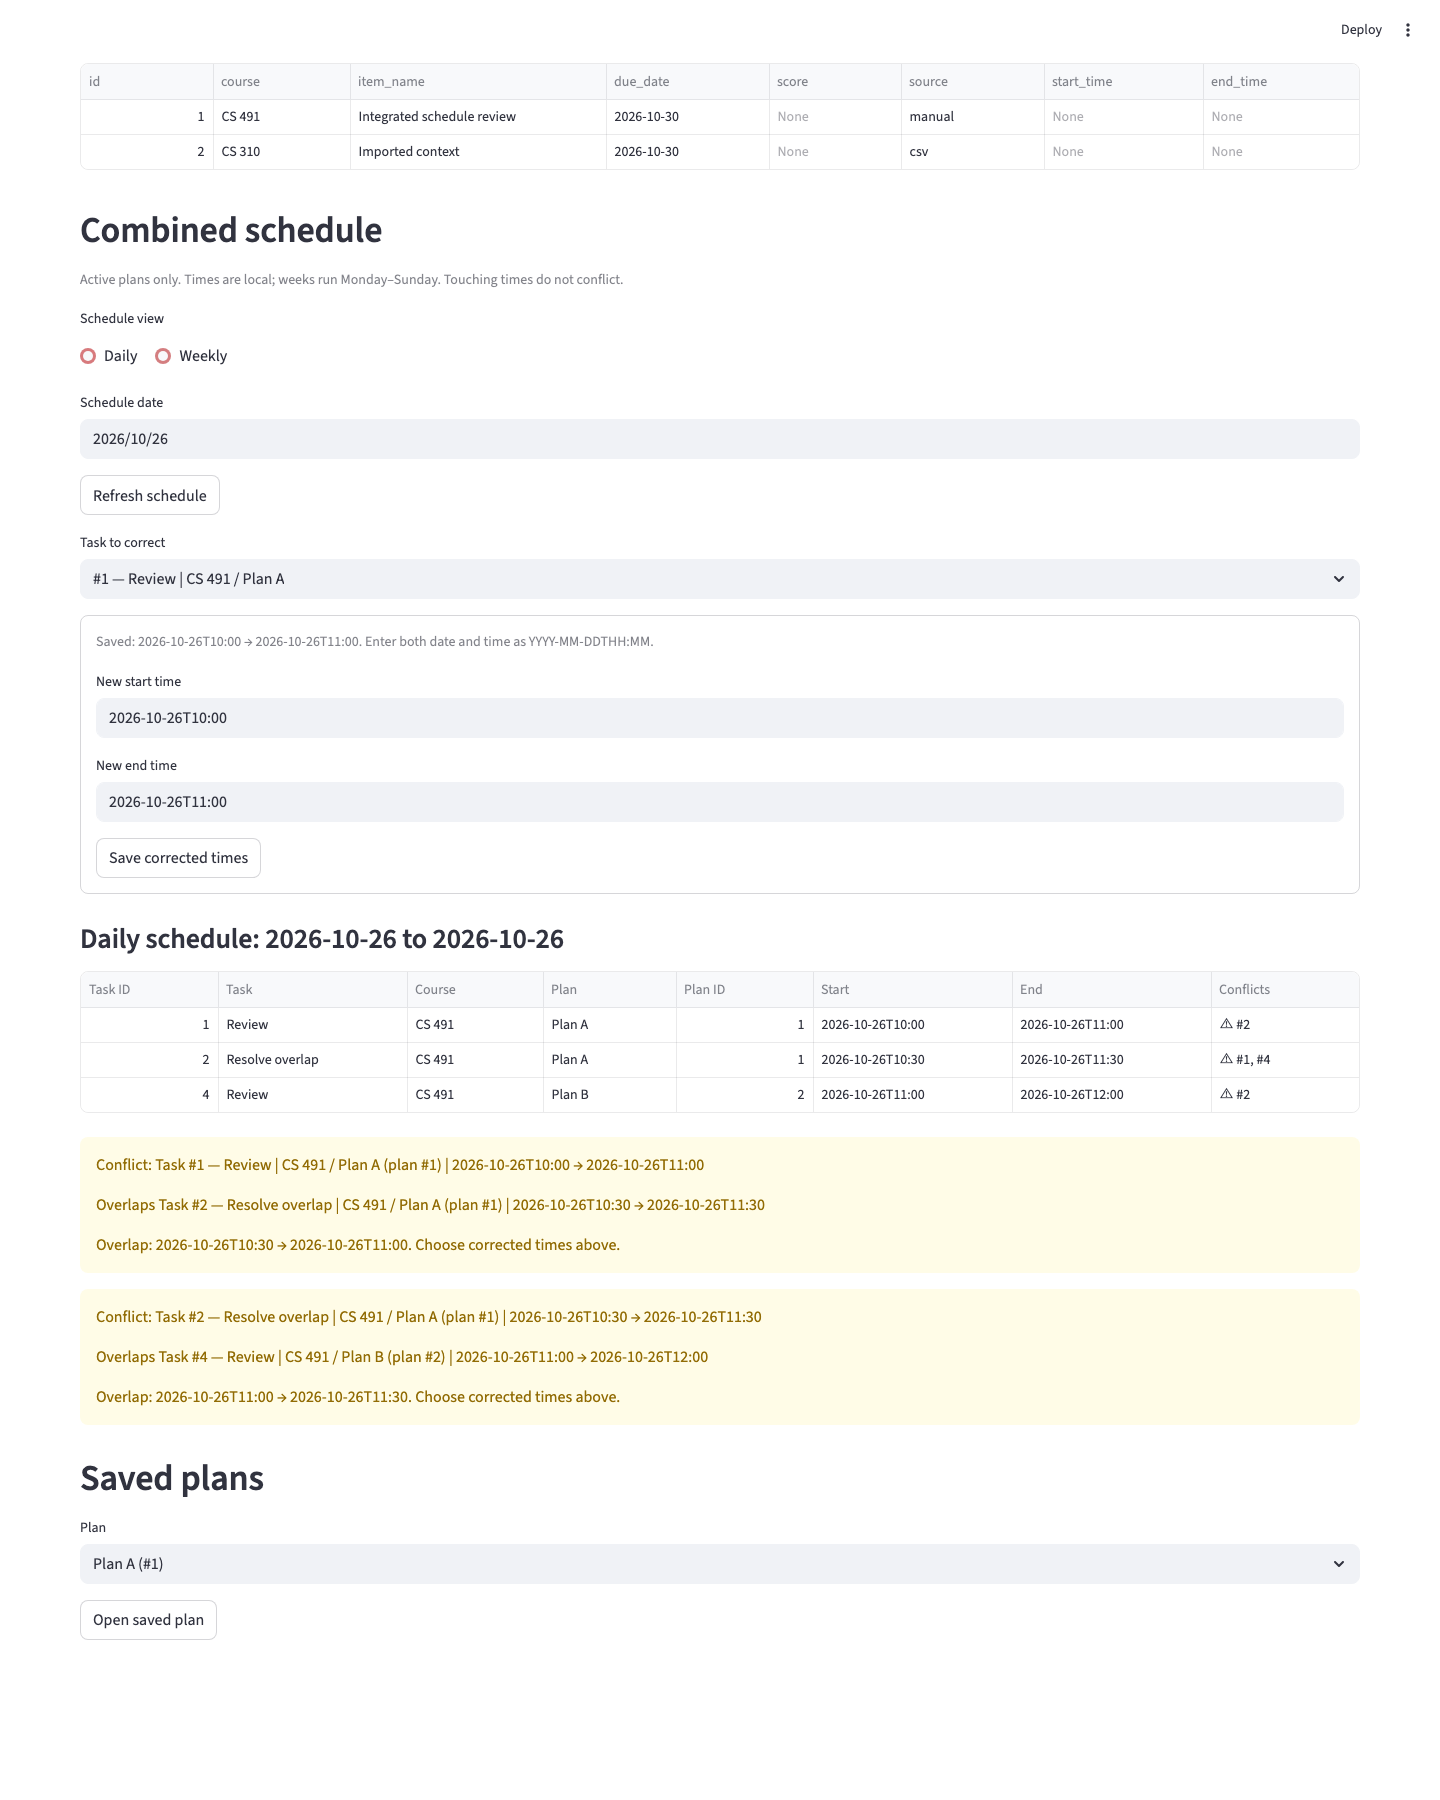 Deploy
id course item_name due_date score source start_time end_time
1 CS 491 Integrated schedule review 2026-10-30 None manual None None
2 CS 310 Imported context 2026-10-30 None csv None None
Combined schedule
Active plans only. Times are local; weeks run Monday–Sunday. Touching times do not conflict.
Schedule view
Daily Weekly
Schedule date
2026/10/26
Refresh schedule
Task to correct
#1 — Review | CS 491 / Plan A
Saved: 2026-10-26T10:00 → 2026-10-26T11:00. Enter both date and time as YYYY-MM-DDTHH:MM.
New start time
2026-10-26T10:00
New end time
2026-10-26T11:00
Save corrected times
Daily schedule: 2026-10-26 to 2026-10-26
Task ID Task Course Plan Plan ID Start End Conflicts
1 Review CS 491 Plan A 1 2026-10-26T10:00 2026-10-26T11:00 ⚠ #2
2 Resolve overlap CS 491 Plan A 1 2026-10-26T10:30 2026-10-26T11:30 ⚠ #1, #4
4 Review CS 491 Plan B 2 2026-10-26T11:00 2026-10-26T12:00 ⚠ #2
Conflict: Task #1 — Review | CS 491 / Plan A (plan #1) | 2026-10-26T10:00 → 2026-10-26T11:00
Overlaps Task #2 — Resolve overlap | CS 491 / Plan A (plan #1) | 2026-10-26T10:30 → 2026-10-26T11:30
Overlap: 2026-10-26T10:30 → 2026-10-26T11:00. Choose corrected times above.
Conflict: Task #2 — Resolve overlap | CS 491 / Plan A (plan #1) | 2026-10-26T10:30 → 2026-10-26T11:30
Overlaps Task #4 — Review | CS 491 / Plan B (plan #2) | 2026-10-26T11:00 → 2026-10-26T12:00
Overlap: 2026-10-26T11:00 → 2026-10-26T11:30. Choose corrected times above.
Saved plans
Plan
Plan A (#1)
Open saved plan